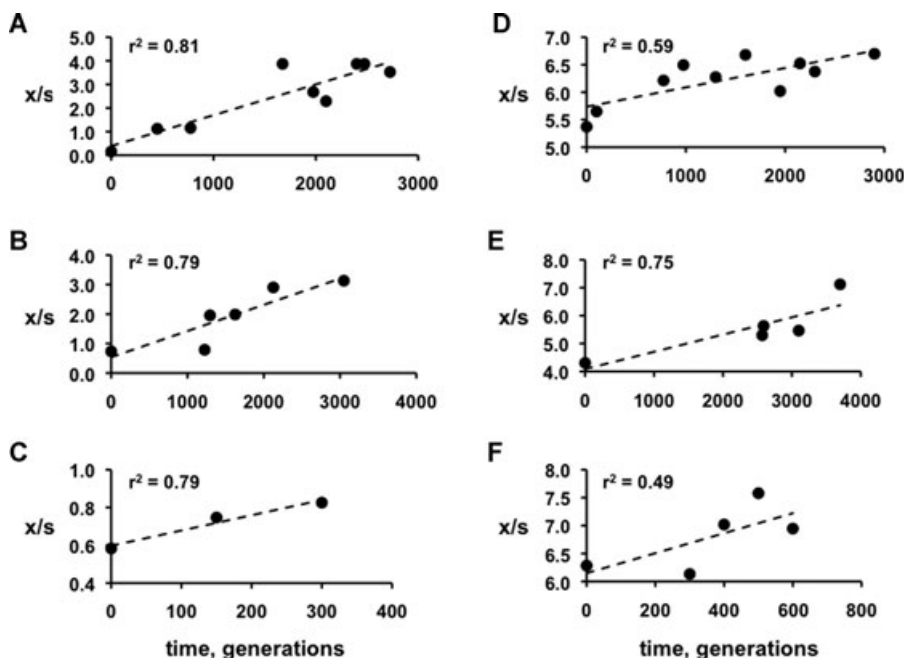 A
r² = 0.81
x/s
5.0
4.0
3.0
2.0
1.0
0.0
0 1000 2000 3000
B
r² = 0.79
x/s
4.0
3.0
2.0
1.0
0.0
0 1000 2000 3000 4000
C
r² = 0.79
x/s
1.0
0.8
0.6
0.4
0 100 200 300 400
time, generations
D
r² = 0.59
x/s
7.0
6.5
6.0
5.5
5.0
0 1000 2000 3000
E
r² = 0.75
x/s
8.0
7.0
6.0
5.0
4.0
0 1000 2000 3000 4000
F
r² = 0.49
x/s
8.0
7.5
7.0
6.5
6.0
0 200 400 600 800
time, generations